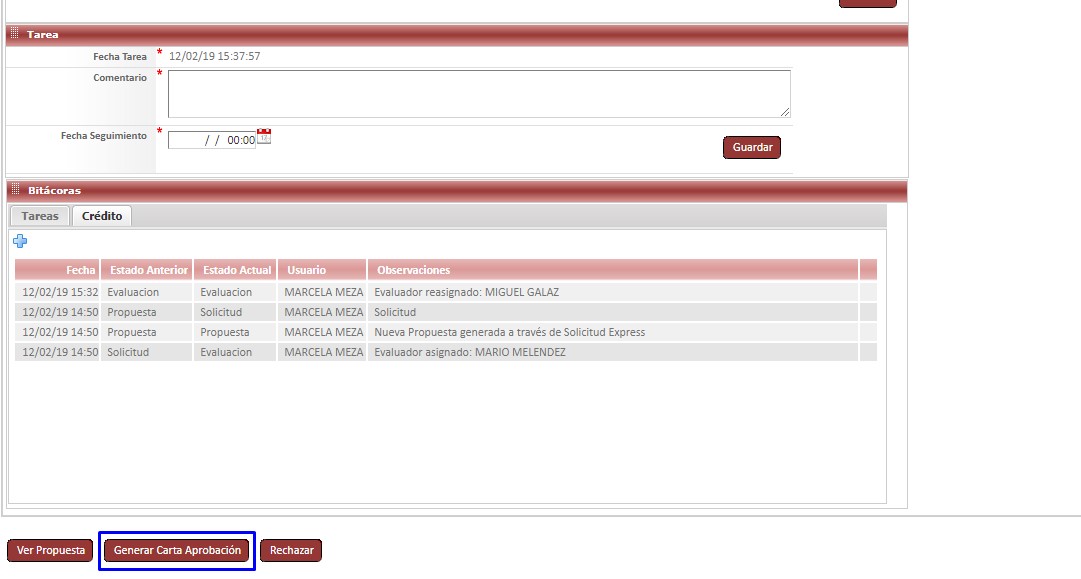 Tarea
Fecha Tarea * 12/02/19 15:37:57
Comentario *
Fecha Seguimiento * / / 00:00
Guardar
Bitácoras
Tareas Crédito
Fecha Estado Anterior Estado Actual Usuario Observaciones
12/02/19 15:32 Evaluacion Evaluacion MARCELA MEZA Evaluador reasignado: MIGUEL GALAZ
12/02/19 14:50 Propuesta Solicitud MARCELA MEZA Solicitud
12/02/19 14:50 Propuesta Propuesta MARCELA MEZA Nueva Propuesta generada a través de Solicitud Express
12/02/19 14:50 Solicitud Evaluacion MARCELA MEZA Evaluador asignado: MARIO MELENDEZ
Ver Propuesta Generar Carta Aprobación Rechazar